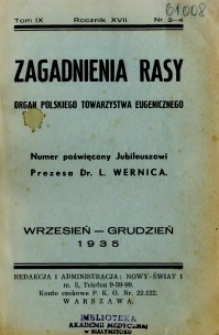 61008
Tom IX Rocznik XVII Nr. 3—4
ZAGADNIENIA RASY
ORGAN POLSKIEGO TOWARZYSTWA EUGENICZNEGO
Numer poświęcony Jubileuszowi
Prezesa Dr. L. WERNICA.
WRZESIEŃ — GRUDZIEŃ
1935
REDAKCJA I ADMINISTRACJA: NOWY-ŚWIAT 1
m. 3, Telefon 9-59-99.
Konto czekowe P. K. O. Nr. 22.122.
WARSZAWA.
BIBLIOTEKA
AKADEMII MEDYCZNEJ
w BIAŁYMSTOKU